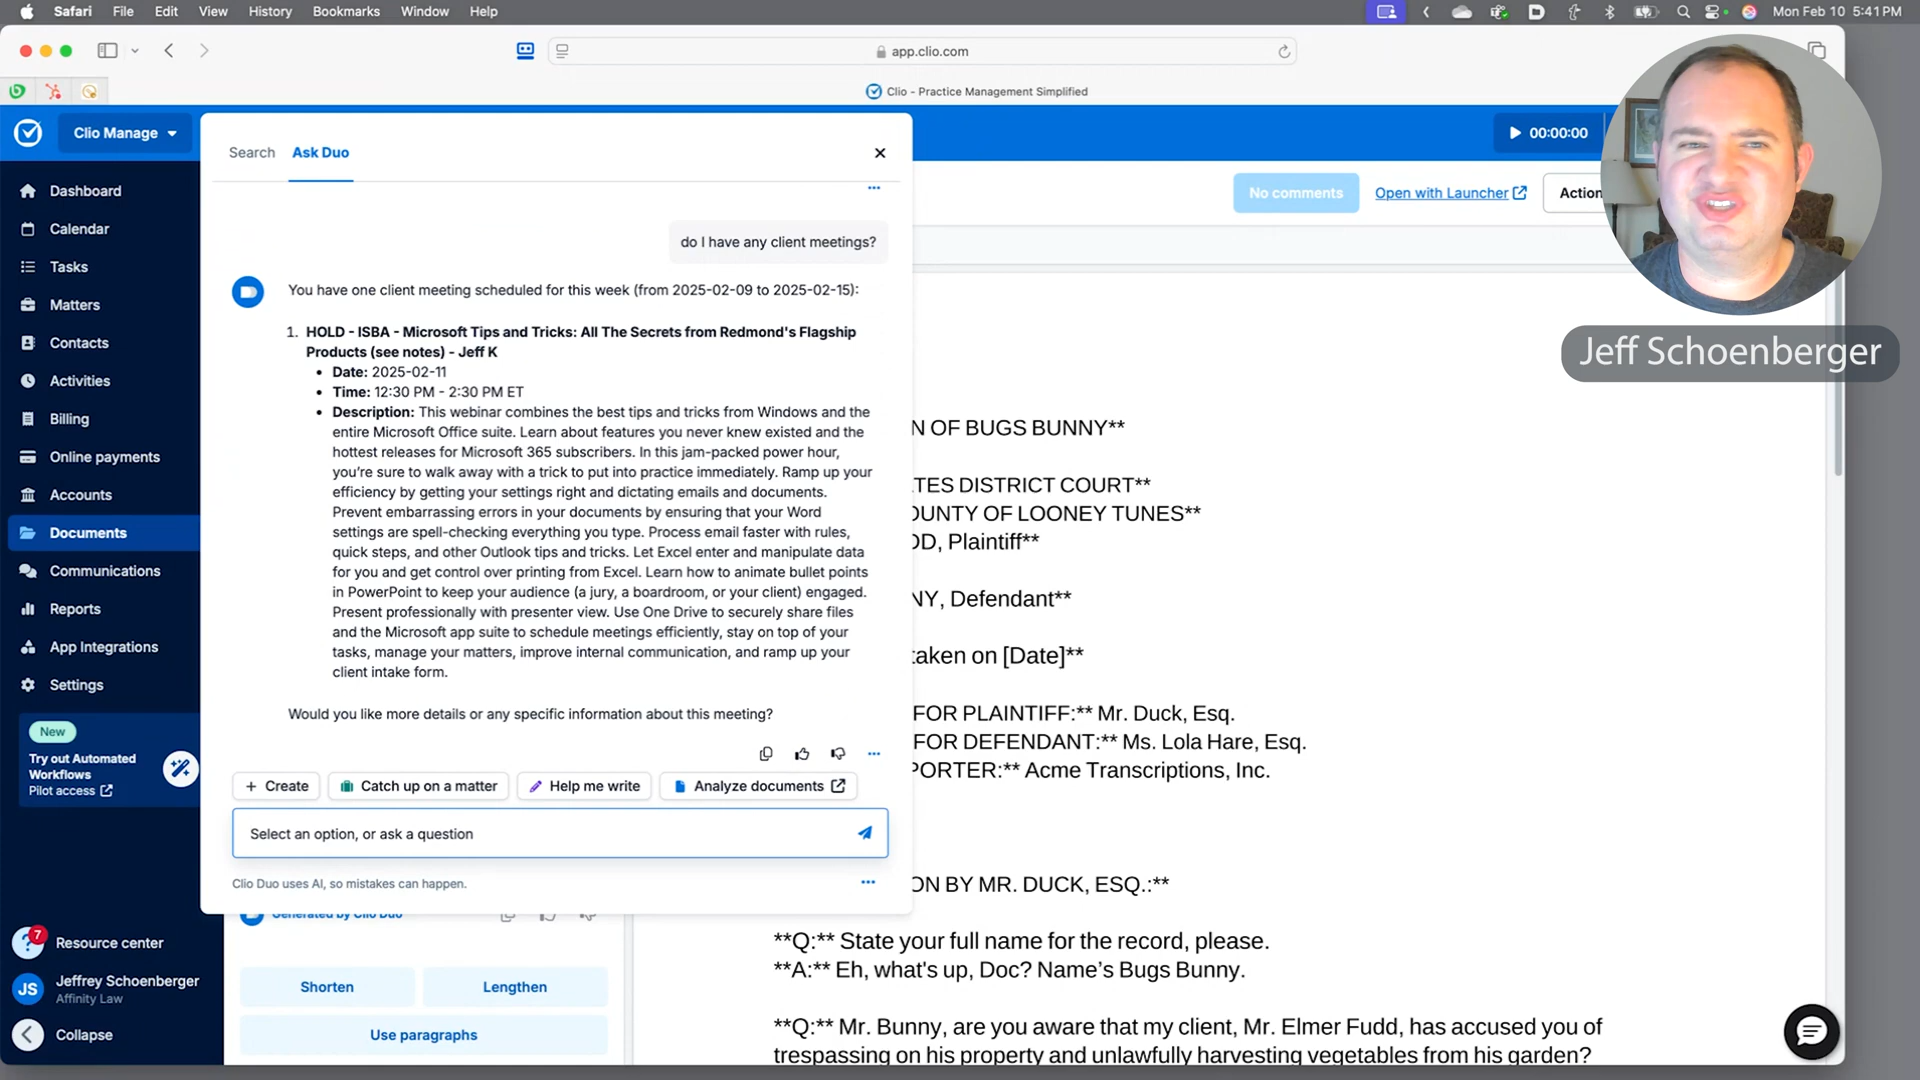 Safari File Edit View History Bookmarks Window Help
Mon Feb 10 5:41 PM
app.clio.com
Clio - Practice Management Simplified
Clio Manage
00:00:00
Search Ask Duo
No comments
Open with Launcher
Action
Dashboard
Calendar
Tasks
Matters
Contacts
Activities
Billing
Online payments
Accounts
Documents
Communications
Reports
App Integrations
Settings
New
Try out Automated
Workflows
Pilot access
7
Resource center
JS
Jeffrey Schoenberger
Affinity Law
Collapse
do I have any client meetings?
You have one client meeting scheduled for this week (from 2025-02-09 to 2025-02-15):
1. HOLD - ISBA - Microsoft Tips and Tricks: All The Secrets from Redmond's Flagship
Products (see notes) - Jeff K
• Date: 2025-02-11
• Time: 12:30 PM - 2:30 PM ET
• Description: This webinar combines the best tips and tricks from Windows and the
entire Microsoft Office suite. Learn about features you never knew existed and the
hottest releases for Microsoft 365 subscribers. In this jam-packed power hour,
you're sure to walk away with a trick to put into practice immediately. Ramp up your
efficiency by getting your settings right and dictating emails and documents.
Prevent embarrassing errors in your documents by ensuring that your Word
settings are spell-checking everything you type. Process email faster with rules,
quick steps, and other Outlook tips and tricks. Let Excel enter and manipulate data
for you and get control over printing from Excel. Learn how to animate bullet points
in PowerPoint to keep your audience (a jury, a boardroom, or your client) engaged.
Present professionally with presenter view. Use One Drive to securely share files
and the Microsoft app suite to schedule meetings efficiently, stay on top of your
tasks, manage your matters, improve internal communication, and ramp up your
client intake form.
Would you like more details or any specific information about this meeting?
+ Create
Catch up on a matter
Help me write
Analyze documents
Select an option, or ask a question
Clio Duo uses AI, so mistakes can happen.
Generated by Clio Duo
Shorten
Lengthen
Use paragraphs
Jeff Schoenberger
N OF BUGS BUNNY**
TES DISTRICT COURT**
OUNTY OF LOONEY TUNES**
DD, Plaintiff**
NY, Defendant**
taken on [Date]**
FOR PLAINTIFF:** Mr. Duck, Esq.
FOR DEFENDANT:** Ms. Lola Hare, Esq.
PORTER:** Acme Transcriptions, Inc.
ON BY MR. DUCK, ESQ.:**
**Q:** State your full name for the record, please.
**A:** Eh, what's up, Doc? Name’s Bugs Bunny.
**Q:** Mr. Bunny, are you aware that my client, Mr. Elmer Fudd, has accused you of
trespassing on his property and unlawfully harvesting vegetables from his garden?